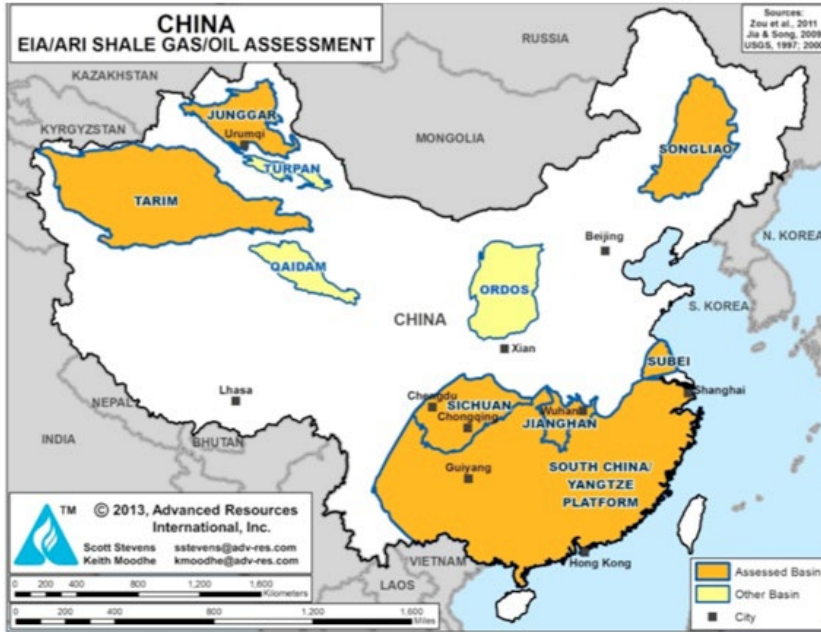 CHINA
EIA/ARI SHALE GAS/OIL ASSESSMENT
Sources:
Zou et al., 2011
Jia & Song, 2009
USGS, 1997; 2000
RUSSIA
KAZAKHSTAN
JUNGGAR
KYRGYZSTAN
Urumqi
MONGOLIA
SONGLIAO
TURPAN
TARIM
Beijing
N. KOREA
QAIDAM
ORDOS
CHINA
S. KOREA
Xian
SUBEI
Lhasa
Shanghai
NEPAL
Chengdu
SICHUAN
Wuhan
Chongqing
JIANGHAN
BHUTAN
INDIA
Guiyang
SOUTH CHINA/
YANGTZE
PLATFORM
TM
© 2013, Advanced Resources
International, Inc.
Scott Stevens sstevens@adv-res.com
Keith Moodhe kmoodhe@adv-res.com
VIETNAM
Hong Kong
LAOS
0 200 400 800 1,200 1,600
Kilometers
0 200 400 800 1,200 1,600
Miles
Assessed Basin
Other Basin
City